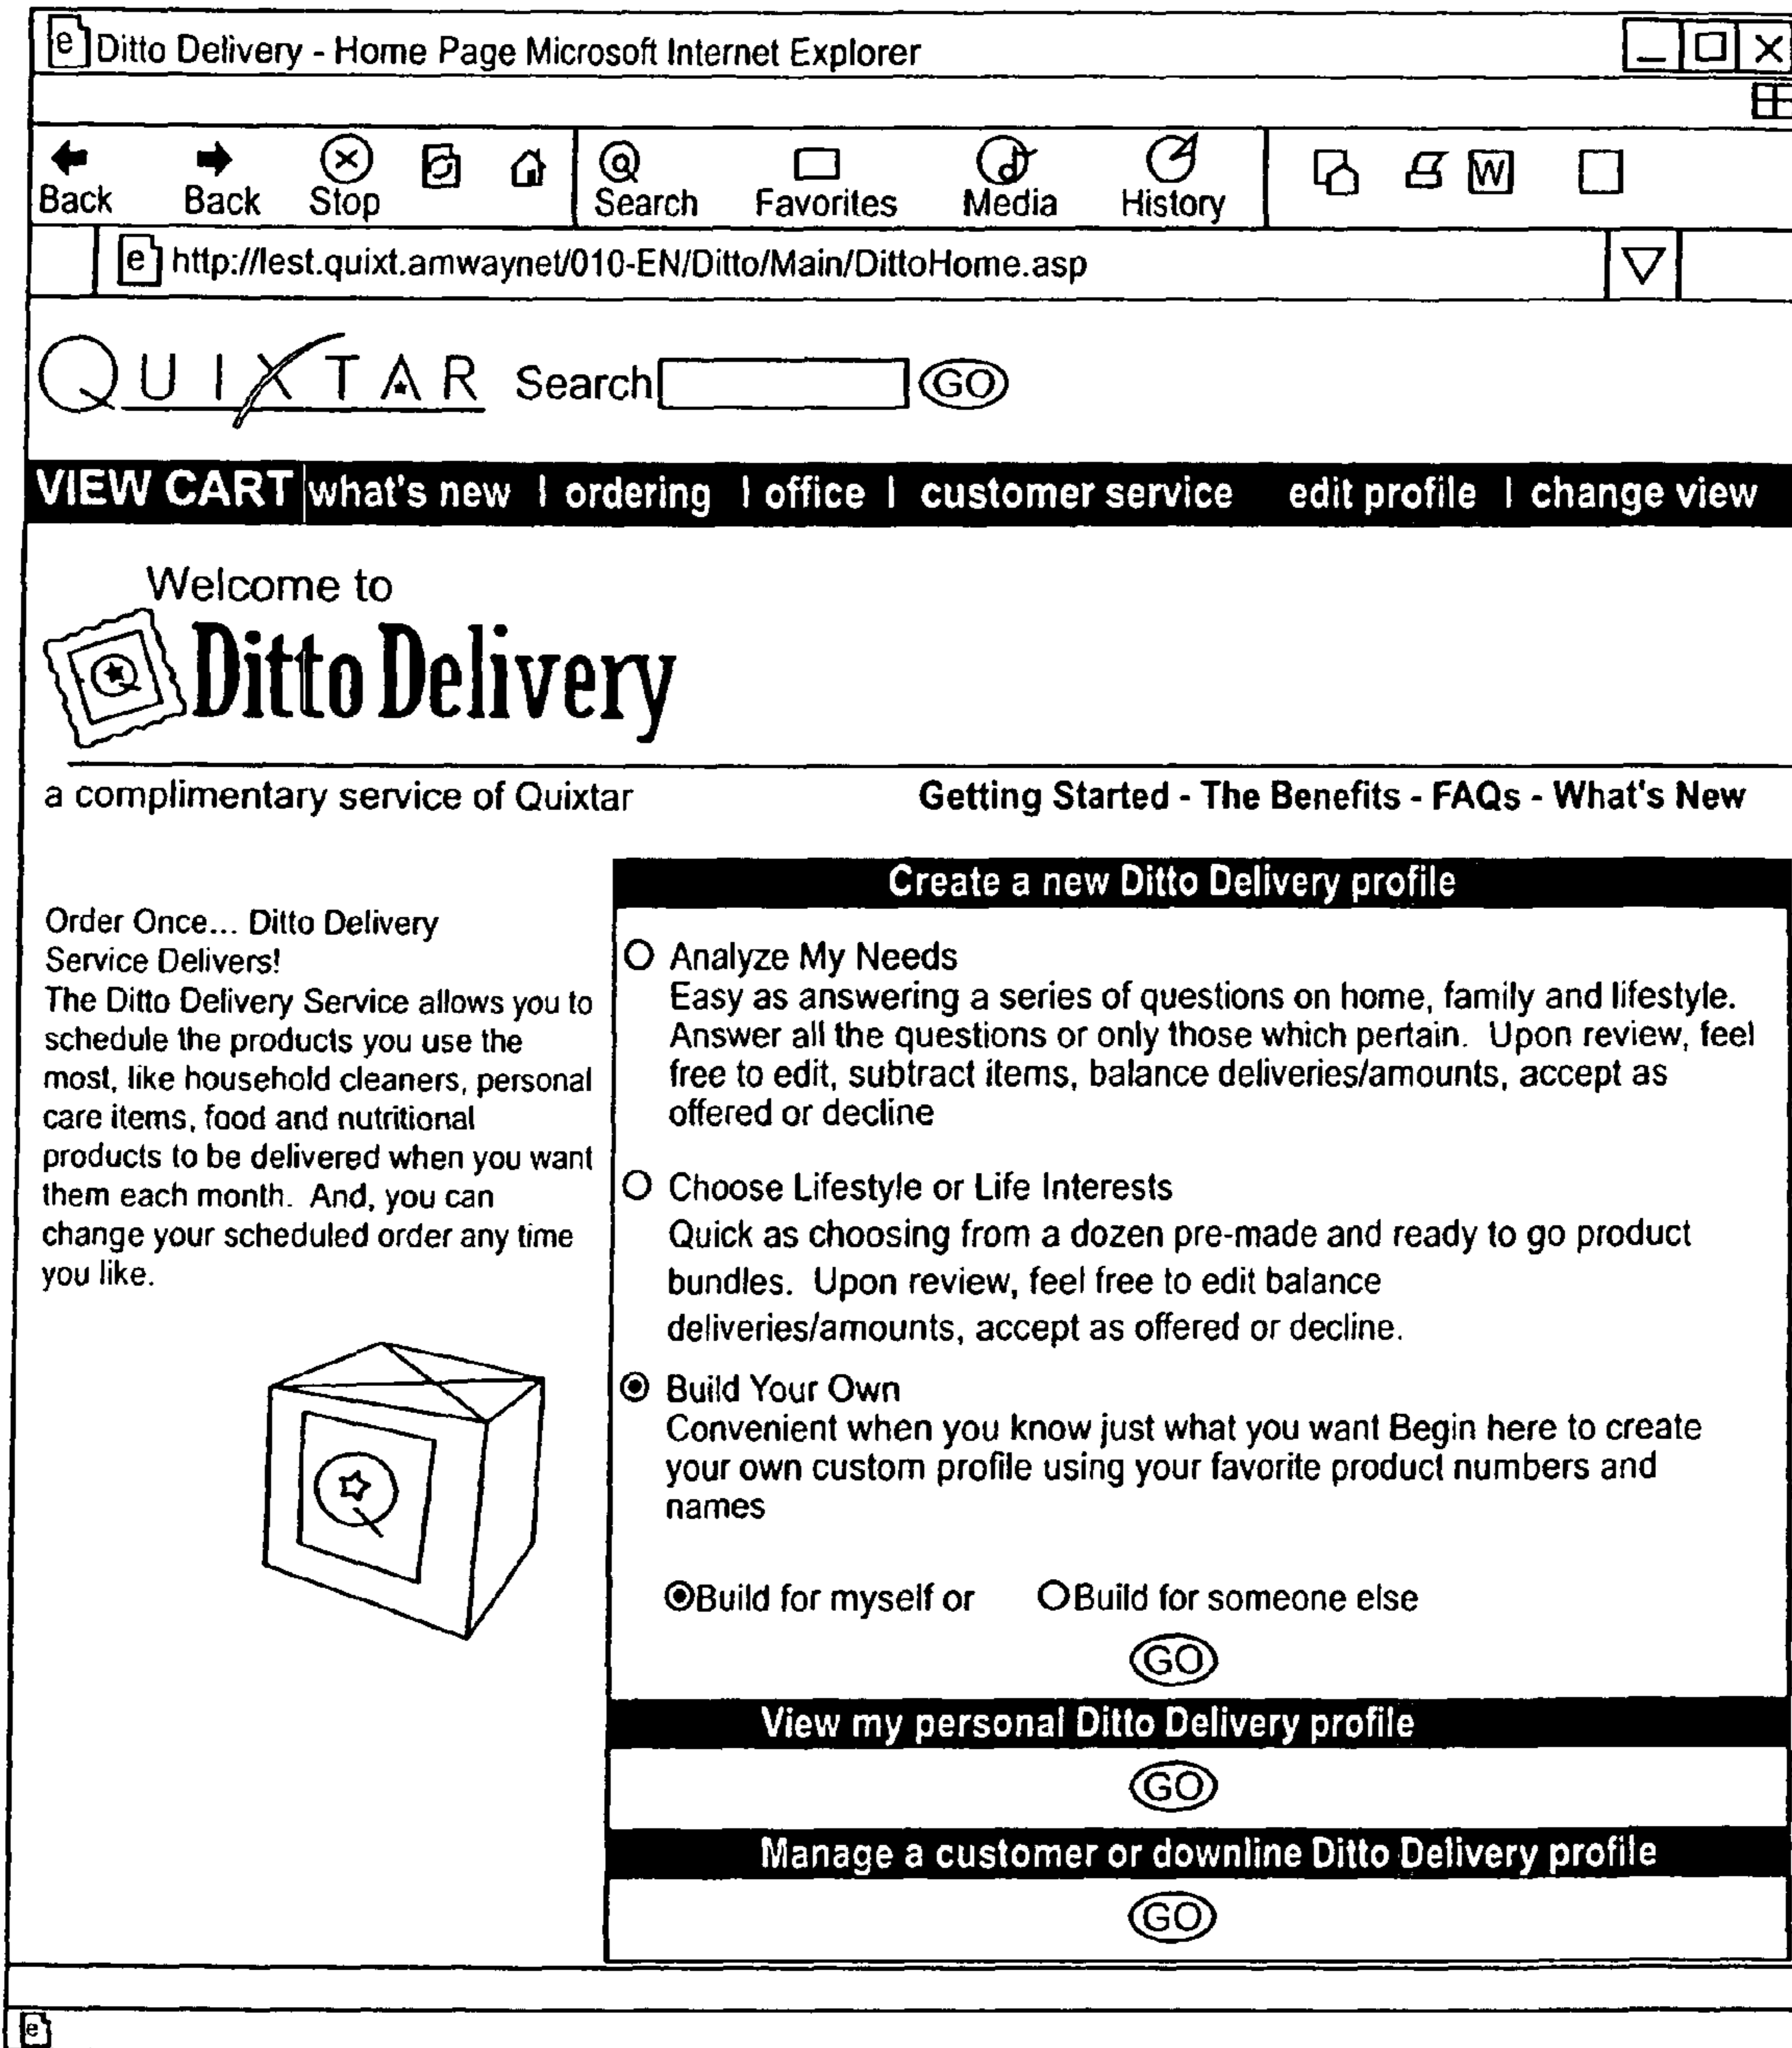 Ditto Delivery - Home Page Microsoft Internet Explorer
Back Back Stop Search Favorites Media History W
http://lest.quixt.amwaynet/010-EN/Ditto/Main/DittoHome.asp
QUIXTAR Search GO
VIEW CART what's new | ordering | office | customer service edit profile | change view
Welcome to
Ditto Delivery
a complimentary service of Quixtar
Getting Started - The Benefits - FAQs - What's New
Order Once... Ditto Delivery
Service Delivers!
The Ditto Delivery Service allows you to
schedule the products you use the
most, like household cleaners, personal
care items, food and nutritional
products to be delivered when you want
them each month. And, you can
change your scheduled order any time
you like.
Create a new Ditto Delivery profile
Analyze My Needs
Easy as answering a series of questions on home, family and lifestyle.
Answer all the questions or only those which pertain. Upon review, feel
free to edit, subtract items, balance deliveries/amounts, accept as
offered or decline
Choose Lifestyle or Life Interests
Quick as choosing from a dozen pre-made and ready to go product
bundles. Upon review, feel free to edit balance
deliveries/amounts, accept as offered or decline.
Build Your Own
Convenient when you know just what you want Begin here to create
your own custom profile using your favorite product numbers and
names
Build for myself or Build for someone else
GO
View my personal Ditto Delivery profile
GO
Manage a customer or downline Ditto Delivery profile
GO